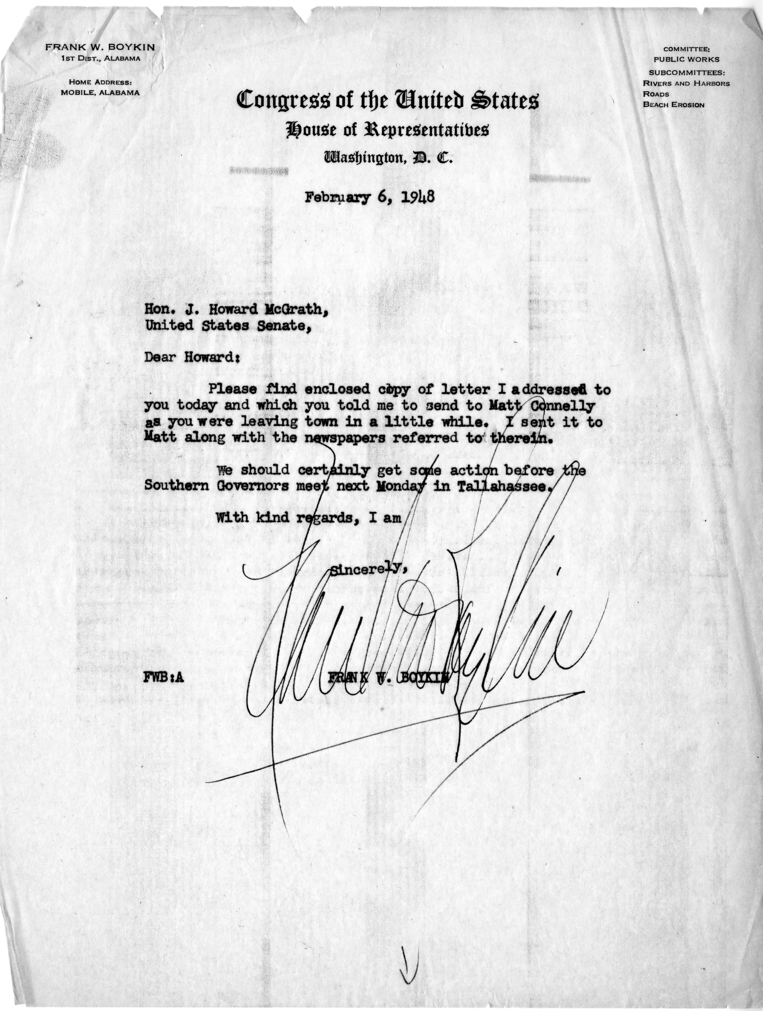 FRANK W. BOYKIN
1ST DIST., ALABAMA
HOME ADDRESS:
MOBILE, ALABAMA
COMMITTEE:
PUBLIC WORKS
SUBCOMMITTEES:
RIVERS AND HARBORS
ROADS
BEACH EROSION
Congress of the United States
House of Representatives
Washington, D. C.
February 6, 1948
Hon. J. Howard McGrath,
United States Senate,
Dear Howard:
Please find enclosed copy of letter I addressed to
you today and which you told me to send to Matt Connelly
as you were leaving town in a little while. I sent it to
Matt along with the newspapers referred to therein.
We should certainly get some action before the
Southern Governors meet next Monday in Tallahassee.
With kind regards, I am
Sincerely,
Frank W. Boykin
FWB:A FRANK W. BOYKIN